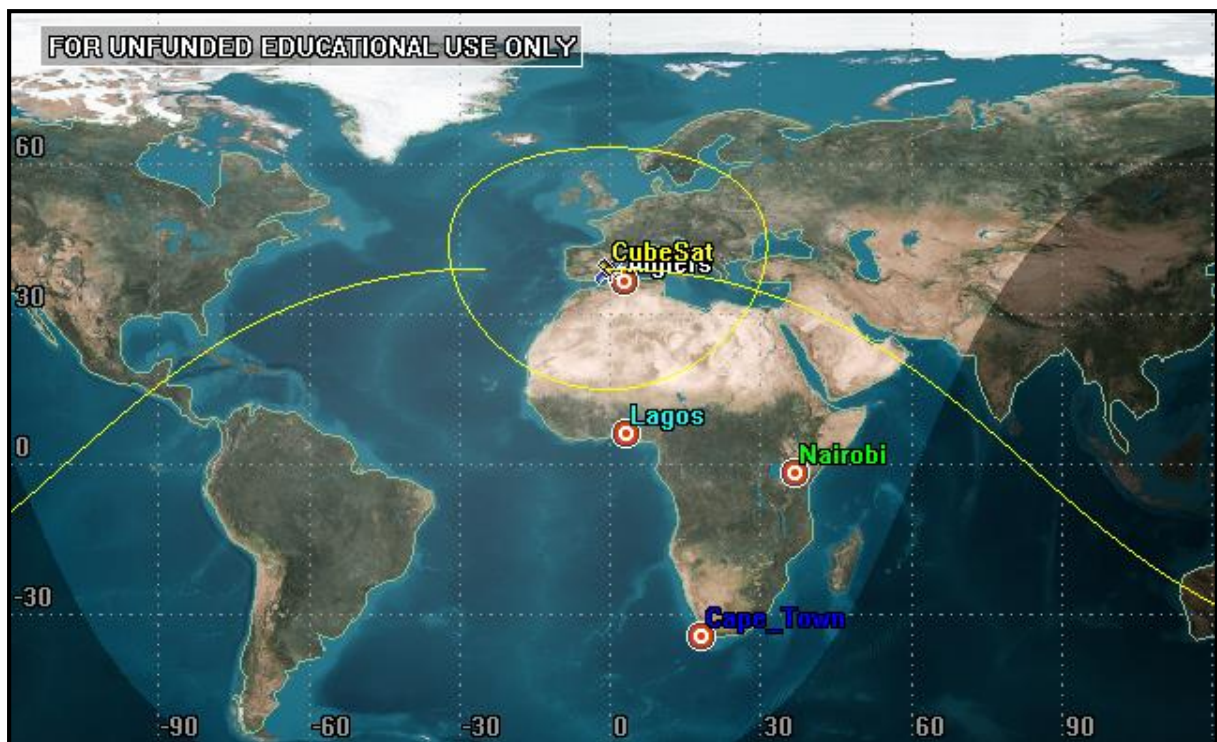 FOR UNFUNDED EDUCATIONAL USE ONLY
60
CubeSat
Algiers
30
Lagos
0
Nairobi
-30
Cape_Town
-90 -60 -30 0 30 60 90